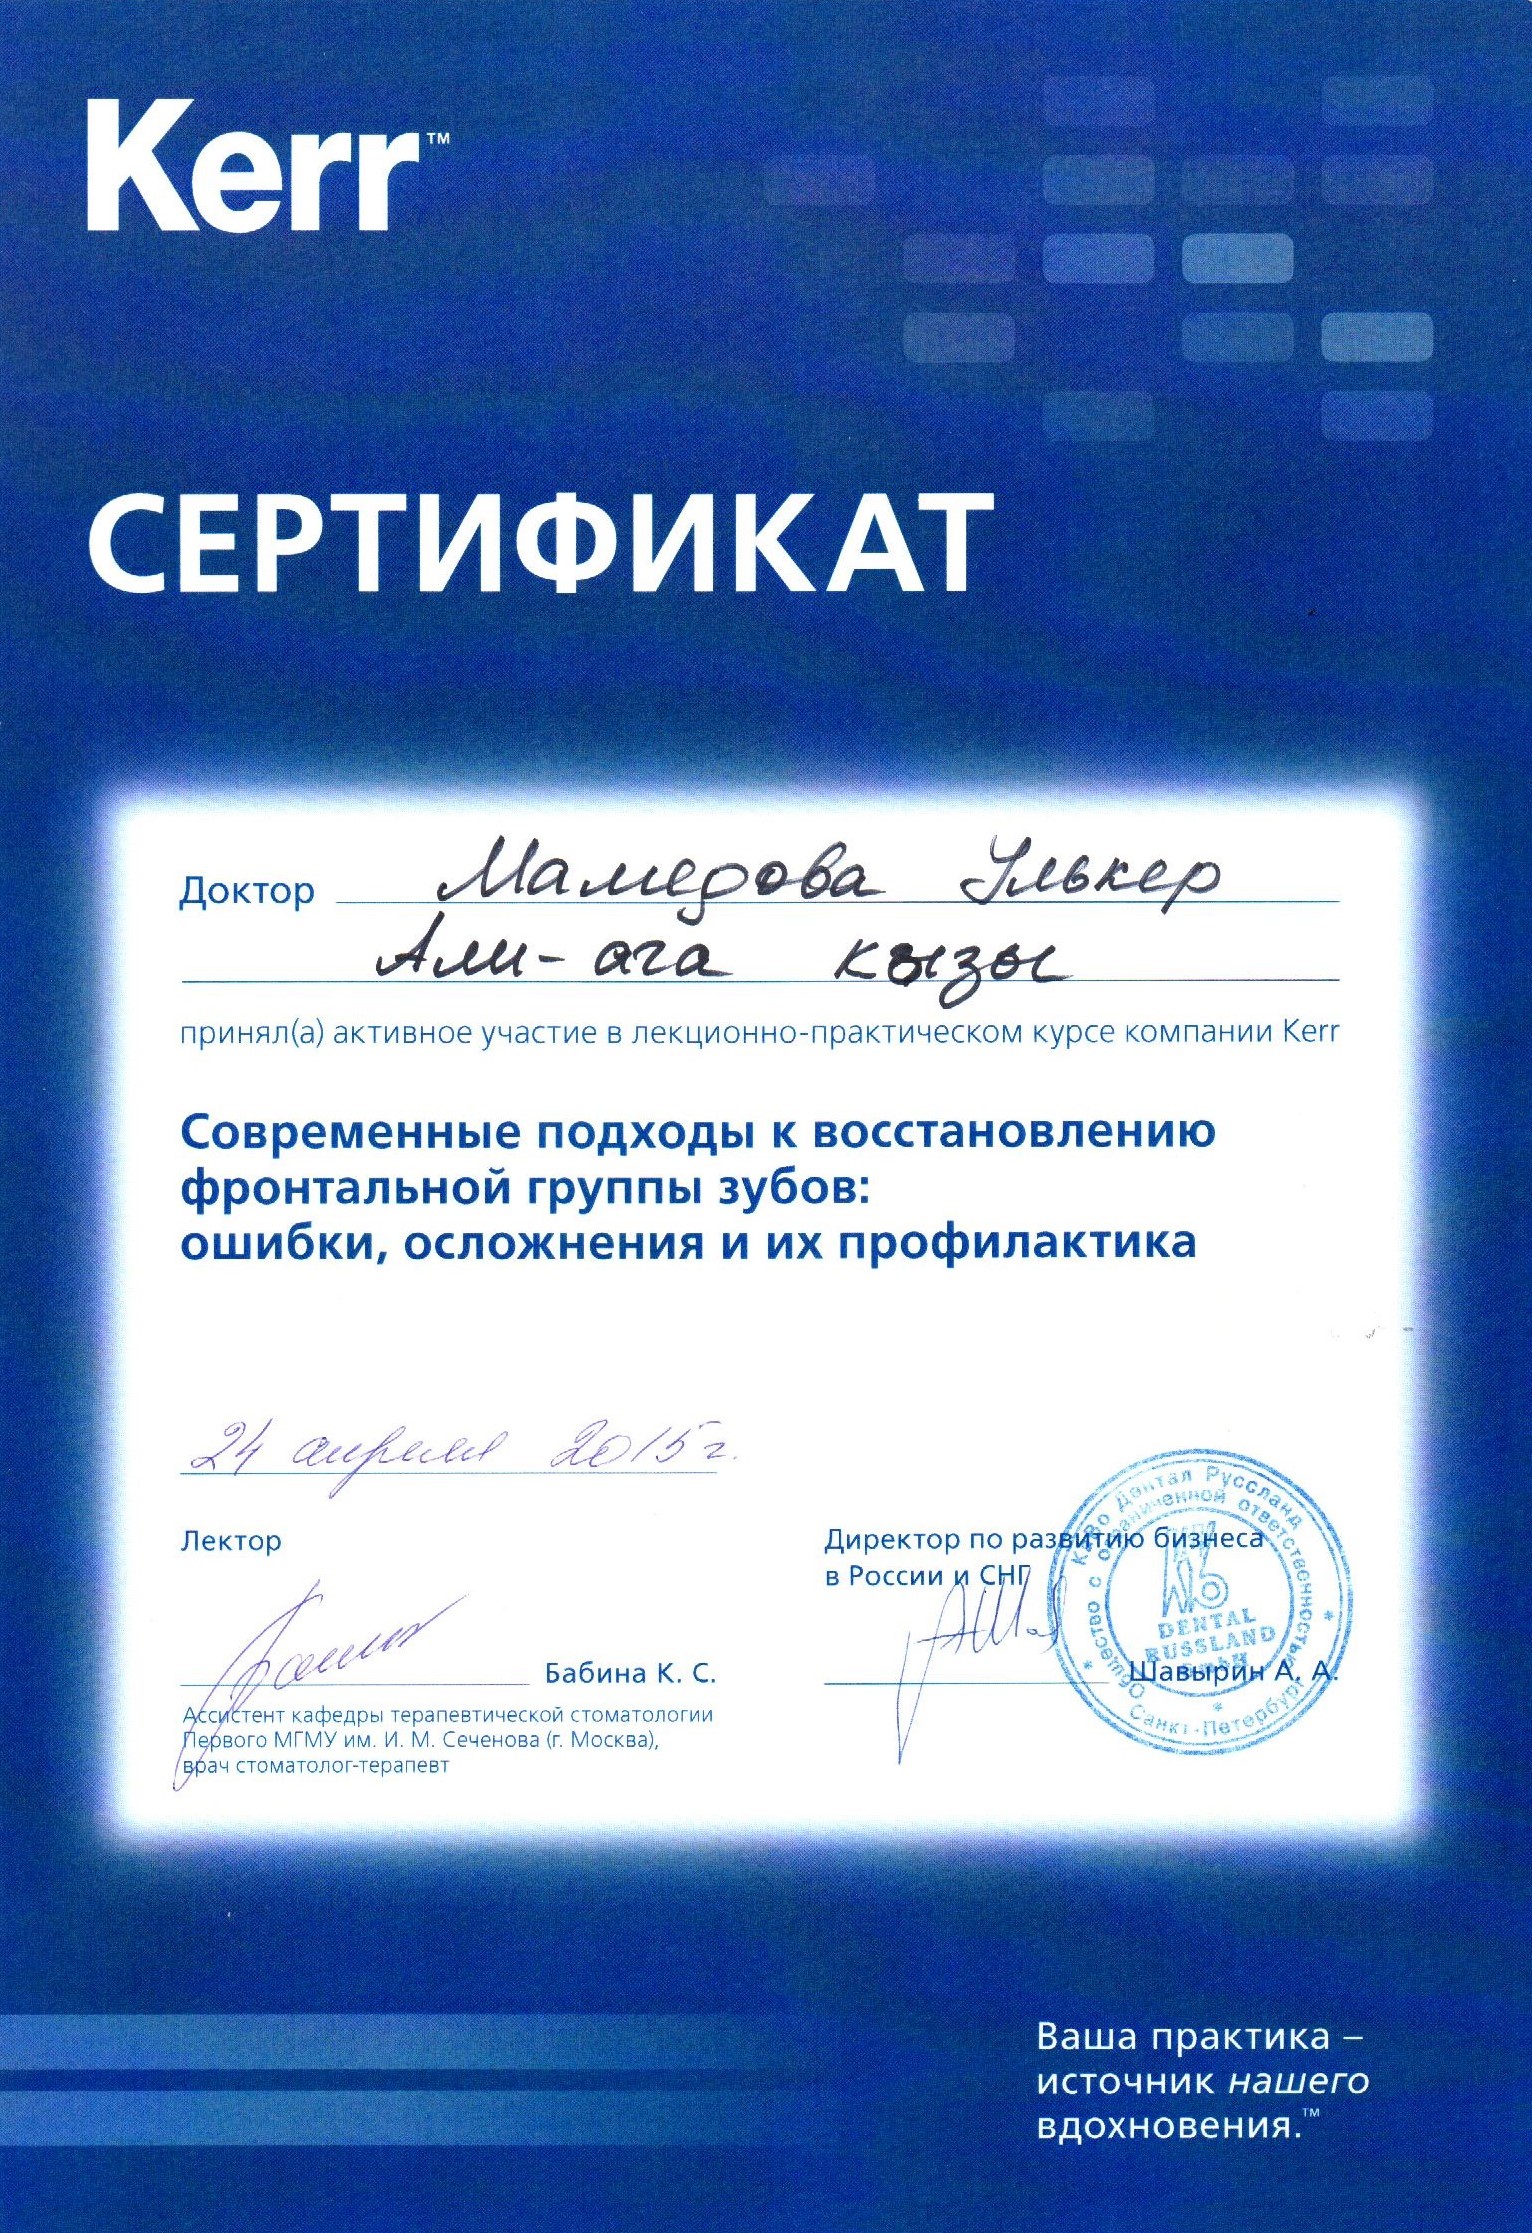 Kerr™
СЕРТИФИКАТ
Доктор Мамедова Улькер
Али-ага кызы
принял(а) активное участие в лекционно-практическом курсе компании Kerr
Современные подходы к восстановлению
фронтальной группы зубов:
ошибки, осложнения и их профилактика
24 апреля 2015 г.
Лектор
Бабина К. С.
Ассистент кафедры терапевтической стоматологии
Первого МГМУ им. И. М. Сеченова (г. Москва),
врач стоматолог-терапевт
Директор по развитию бизнеса
в России и СНГ
Шавырин А. А.
КаВо Дентал Руссланд
Общество с ограниченной ответственностью
Санкт-Петербург
DENTAL
RUSSLAND
GmbH
Ваша практика –
источник нашего
вдохновения.™